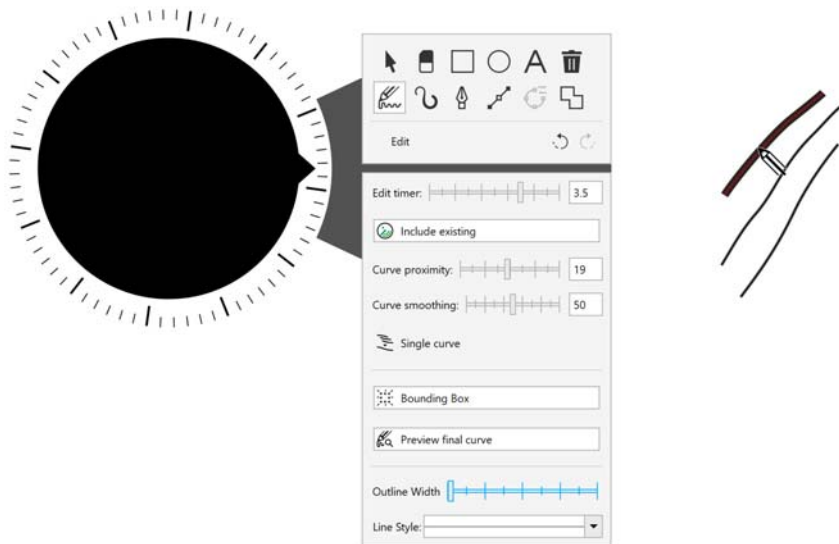 A
Edit
Edit timer: 3.5
Include existing
Curve proximity: 19
Curve smoothing: 50
Single curve
Bounding Box
Preview final curve
Outline Width
Line Style: